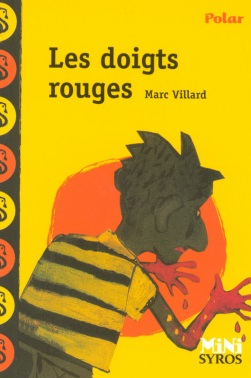 Polar
Les doigts
rouges Marc Villard
MiNi
SYROS